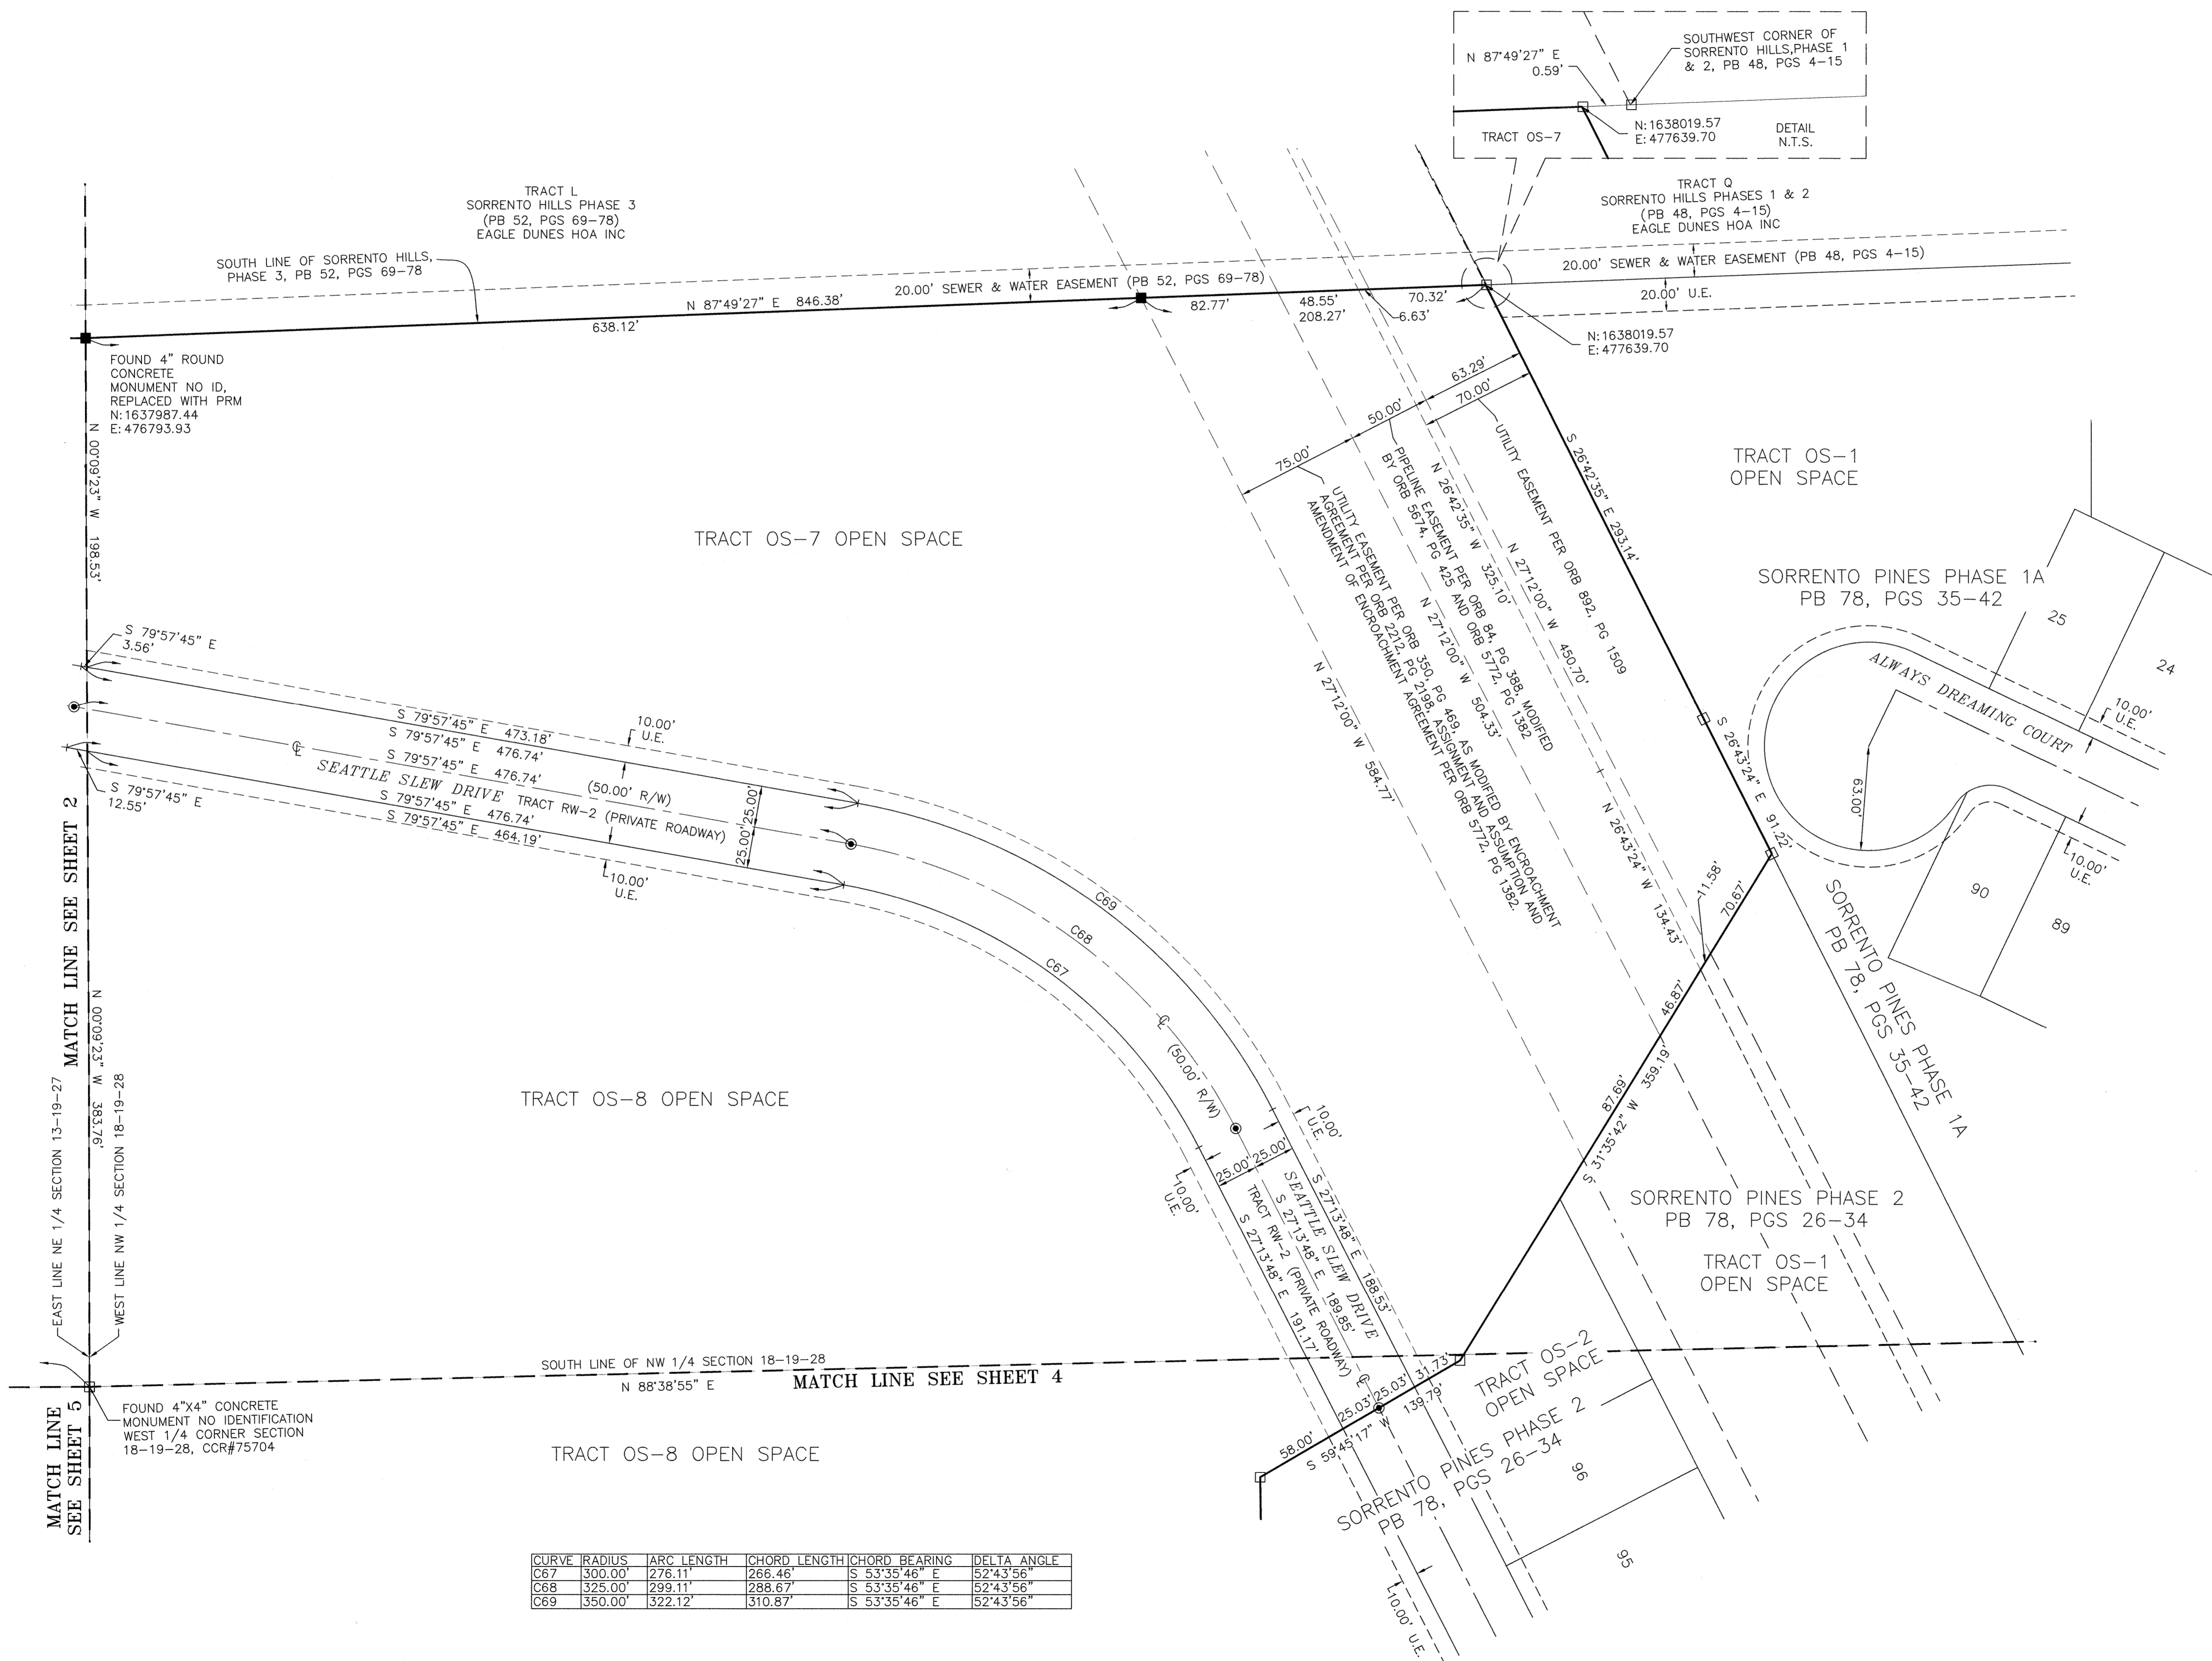 N 87°49'27" E
0.59'
SOUTHWEST CORNER OF
SORRENTO HILLS,PHASE 1
& 2, PB 48, PGS 4-15
N:1638019.57
E:477639.70
TRACT OS-7
DETAIL
N.T.S.
TRACT L
SORRENTO HILLS PHASE 3
(PB 52, PGS 69-78)
EAGLE DUNES HOA INC
TRACT Q
SORRENTO HILLS PHASES 1 & 2
(PB 48, PGS 4-15)
EAGLE DUNES HOA INC
SOUTH LINE OF SORRENTO HILLS,
PHASE 3, PB 52, PGS 69-78
20.00' SEWER & WATER EASEMENT (PB 52, PGS 69-78)
20.00' SEWER & WATER EASEMENT (PB 48, PGS 4-15)
20.00' U.E.
N 87°49'27" E 846.38'
638.12'
82.77'
48.55'
208.27'
70.32'
6.63'
N:1638019.57
E:477639.70
FOUND 4" ROUND
CONCRETE
MONUMENT NO ID,
REPLACED WITH PRM
N:1637987.44
E:476793.93
N 00°09'23" W 198.53'
63.29'
70.00'
50.00'
75.00'
UTILITY EASEMENT PER ORB 892, PG 1509
PIPELINE EASEMENT PER ORB 84, PG 388, MODIFIED
BY ORB 5674, PG 425 AND ORB 5772, PG 1382
UTILITY EASEMENT PER ORB 350, PG 469, AS MODIFIED BY ENCROACHMENT
AGREEMENT PER ORB 2212, PG 2198, ASSIGNMENT AND ASSUMPTION AND
AMENDMENT OF ENCROACHMENT AGREEMENT PER ORB 5772, PG 1382.
N 26°42'35" W 325.10'
N 27°12'00" W 450.70'
N 27°12'00" W 504.33'
N 27°12'00" W 584.77'
N 26°43'24" W 134.43'
S 26°42'35" E 293.14'
S 26°43'24" E 91.22'
TRACT OS-1
OPEN SPACE
SORRENTO PINES PHASE 1A
PB 78, PGS 35-42
25
24
ALWAYS DREAMING COURT
10.00'
U.E.
63.00'
10.00'
U.E.
90
89
SORRENTO PINES PHASE 1A
PB 78, PGS 35-42
TRACT OS-7 OPEN SPACE
S 79°57'45" E
3.56'
S 79°57'45" E 473.18'
S 79°57'45" E 476.74'
S 79°57'45" E 476.74'
10.00'
U.E.
(50.00' R/W)
SEATTLE SLEW DRIVE TRACT RW-2 (PRIVATE ROADWAY)
S 79°57'45" E 476.74'
S 79°57'45" E 464.19'
S 79°57'45" E
12.55'
25.00'
25.00'
10.00'
U.E.
C69
C68
C67
(50.00' R/W)
11.58'
70.67'
46.87'
87.69'
S 31°35'42" W 359.19'
MATCH LINE SEE SHEET 2
N 00°09'23" W 383.76'
EAST LINE NE 1/4 SECTION 13-19-27
WEST LINE NW 1/4 SECTION 18-19-28
TRACT OS-8 OPEN SPACE
10.00'
U.E.
25.00'
25.00'
10.00'
U.E.
S 27°13'48" E 188.53'
SEATTLE SLEW DRIVE
S 27°13'48" E 189.85'
TRACT RW-2 (PRIVATE ROADWAY)
S 27°13'48" E 191.17'
SORRENTO PINES PHASE 2
PB 78, PGS 26-34
TRACT OS-1
OPEN SPACE
SOUTH LINE OF NW 1/4 SECTION 18-19-28
N 88°38'55" E
MATCH LINE SEE SHEET 4
FOUND 4"X4" CONCRETE
MONUMENT NO IDENTIFICATION
WEST 1/4 CORNER SECTION
18-19-28, CCR#75704
MATCH LINE
SEE SHEET 5
TRACT OS-8 OPEN SPACE
31.73'
25.03'
25.03'
139.79'
58.00'
S 59°45'17" W
TRACT OS-2
OPEN SPACE
SORRENTO PINES PHASE 2
PB 78, PGS 26-34
96
95
10.00' U.E.
CURVE RADIUS ARC LENGTH CHORD LENGTH CHORD BEARING DELTA ANGLE
C67 300.00' 276.11' 266.46' S 53°35'46" E 52°43'56"
C68 325.00' 299.11' 288.67' S 53°35'46" E 52°43'56"
C69 350.00' 322.12' 310.87' S 53°35'46" E 52°43'56"